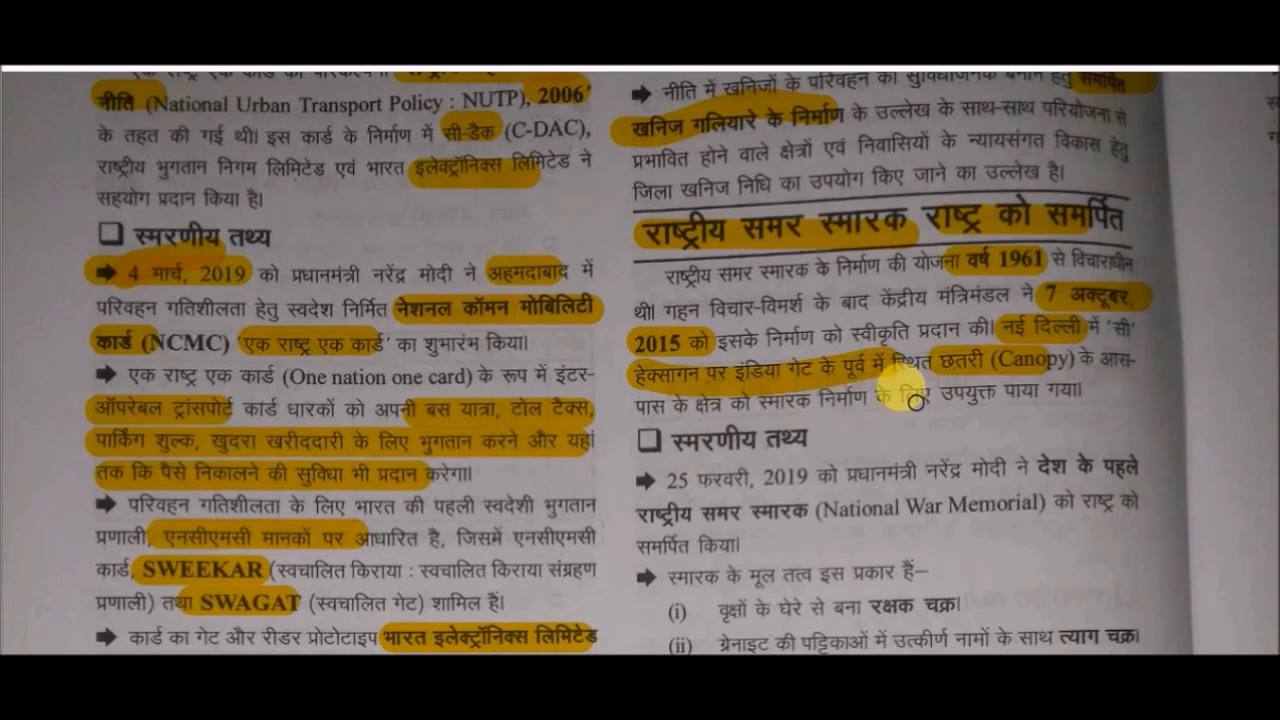 नीति (National Urban Transport Policy : NUTP), 2006'
के तहत की गई थी। इस कार्ड के निर्माण में सी-डैक (C-DAC),
राष्ट्रीय भुगतान निगम लिमिटेड एवं भारत इलेक्ट्रॉनिक्स लिमिटेड ने
सहयोग प्रदान किया है।
❑ स्मरणीय तथ्य
➡ 4 मार्च, 2019 को प्रधानमंत्री नरेंद्र मोदी ने अहमदाबाद में
परिवहन गतिशीलता हेतु स्वदेश निर्मित नेशनल कॉमन मोबिलिटी
कार्ड (NCMC) 'एक राष्ट्र एक कार्ड' का शुभारंभ किया।
➡ एक राष्ट्र एक कार्ड (One nation one card) के रूप में इंटर-
ऑपरेबल ट्रांसपोर्ट कार्ड धारकों को अपनी बस यात्रा, टोल टैक्स,
पार्किंग शुल्क, खुदरा खरीददारी के लिए भुगतान करने और यहां
तक कि पैसे निकालने की सुविधा भी प्रदान करेगा।
➡ परिवहन गतिशीलता के लिए भारत की पहली स्वदेशी भुगतान
प्रणाली, एनसीएमसी मानकों पर आधारित है, जिसमें एनसीएमसी
कार्ड, SWEEKAR (स्वचालित किराया : स्वचालित किराया संग्रहण
प्रणाली) तथा SWAGAT (स्वचालित गेट) शामिल हैं।
➡ कार्ड का गेट और रीडर प्रोटोटाइप भारत इलेक्ट्रॉनिक्स लिमिटेड
➡ नीति में खनिजों के परिवहन को सुविधाजनक बनाने हेतु समर्पित
खनिज गलियारे के निर्माण के उल्लेख के साथ-साथ परियोजना से
प्रभावित होने वाले क्षेत्रों एवं निवासियों के न्यायसंगत विकास हेतु
जिला खनिज निधि का उपयोग किए जाने का उल्लेख है।
राष्ट्रीय समर स्मारक राष्ट्र को समर्पित
राष्ट्रीय समर स्मारक के निर्माण की योजना वर्ष 1961 से विचाराधीन
थी। गहन विचार-विमर्श के बाद केंद्रीय मंत्रिमंडल ने 7 अक्टूबर,
2015 को इसके निर्माण को स्वीकृति प्रदान की। नई दिल्ली में 'सी'
हेक्सागन पर इंडिया गेट के पूर्व में स्थित छतरी (Canopy) के आस-
पास के क्षेत्र को स्मारक निर्माण के लिए उपयुक्त पाया गया।
❑ स्मरणीय तथ्य
➡ 25 फरवरी, 2019 को प्रधानमंत्री नरेंद्र मोदी ने देश के पहले
राष्ट्रीय समर स्मारक (National War Memorial) को राष्ट्र को
समर्पित किया।
➡ स्मारक के मूल तत्व इस प्रकार हैं–
(i) वृक्षों के घेरे से बना रक्षक चक्र।
(ii) ग्रेनाइट की पट्टिकाओं में उत्कीर्ण नामों के साथ त्याग चक्र।